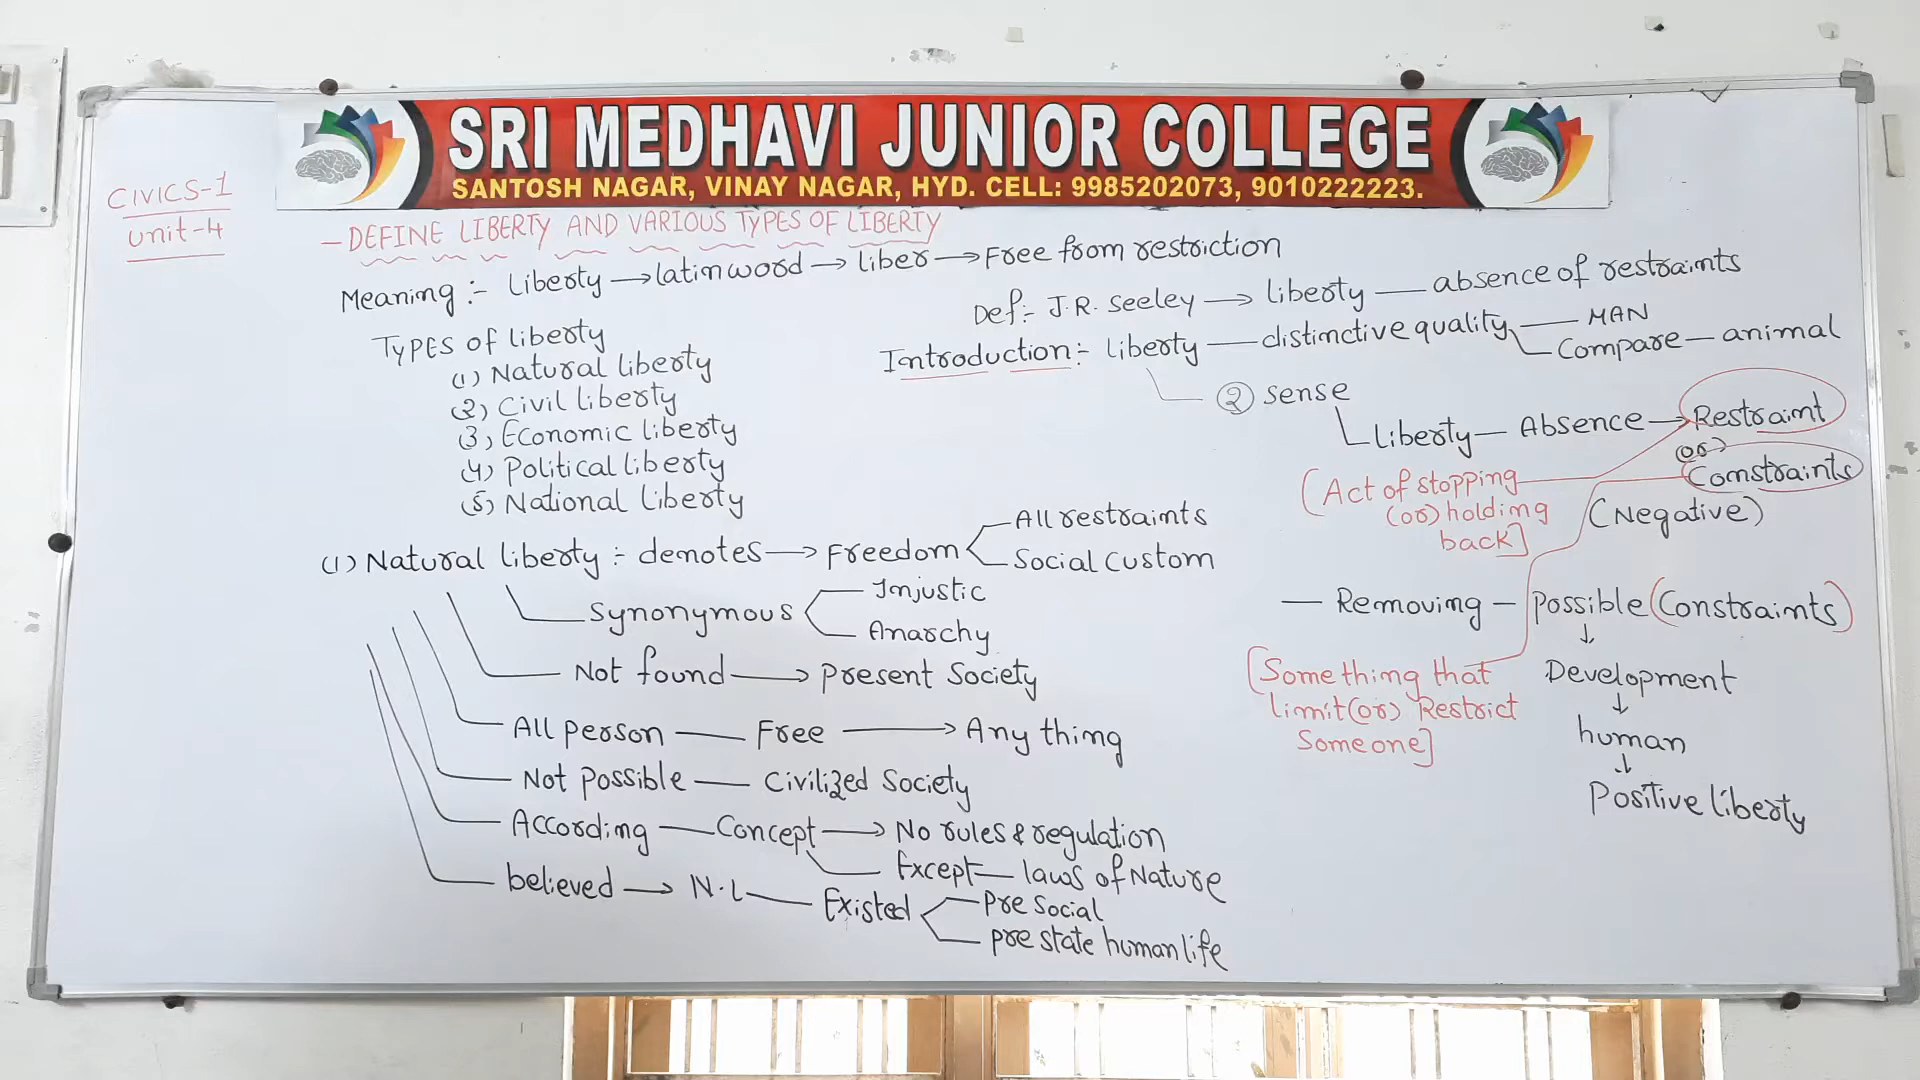 SRI MEDHAVI JUNIOR COLLEGE
SANTOSH NAGAR, VINAY NAGAR, HYD. CELL: 9985202073, 9010222223.
CIVICS-1
Unit-4
- DEFINE LIBERTY AND VARIOUS TYPES OF LIBERTY
Meaning :- Liberty → latin word → liber → Free from restriction
Def:- J.R. Seeley → liberty — absence of restraints
Introduction:- liberty — distinctive quality — MAN
Compare — animal
② sense
Liberty — Absence → Restraint
(or)
Constraints
(Negative)
[Act of stopping
(or) holding
back]
— Removing — Possible (Constraints)
↓
Development
↓
human
↓
Positive liberty
[Something that
limit (or) Restrict
Someone]
TYPES of liberty
(1) Natural liberty
(2) Civil liberty
(3) Economic liberty
(4) Political liberty
(5) National liberty
(1) Natural liberty :- denotes → Freedom
All restraints
Social Custom
Synonymous
Injustic
Anarchy
Not found → Present Society
All person — Free → Any thing
Not Possible — Civilized Society
According — Concept → No rules & regulation
Except — laws of Nature
believed → N.L — Existed
Pre Social
pre state human life